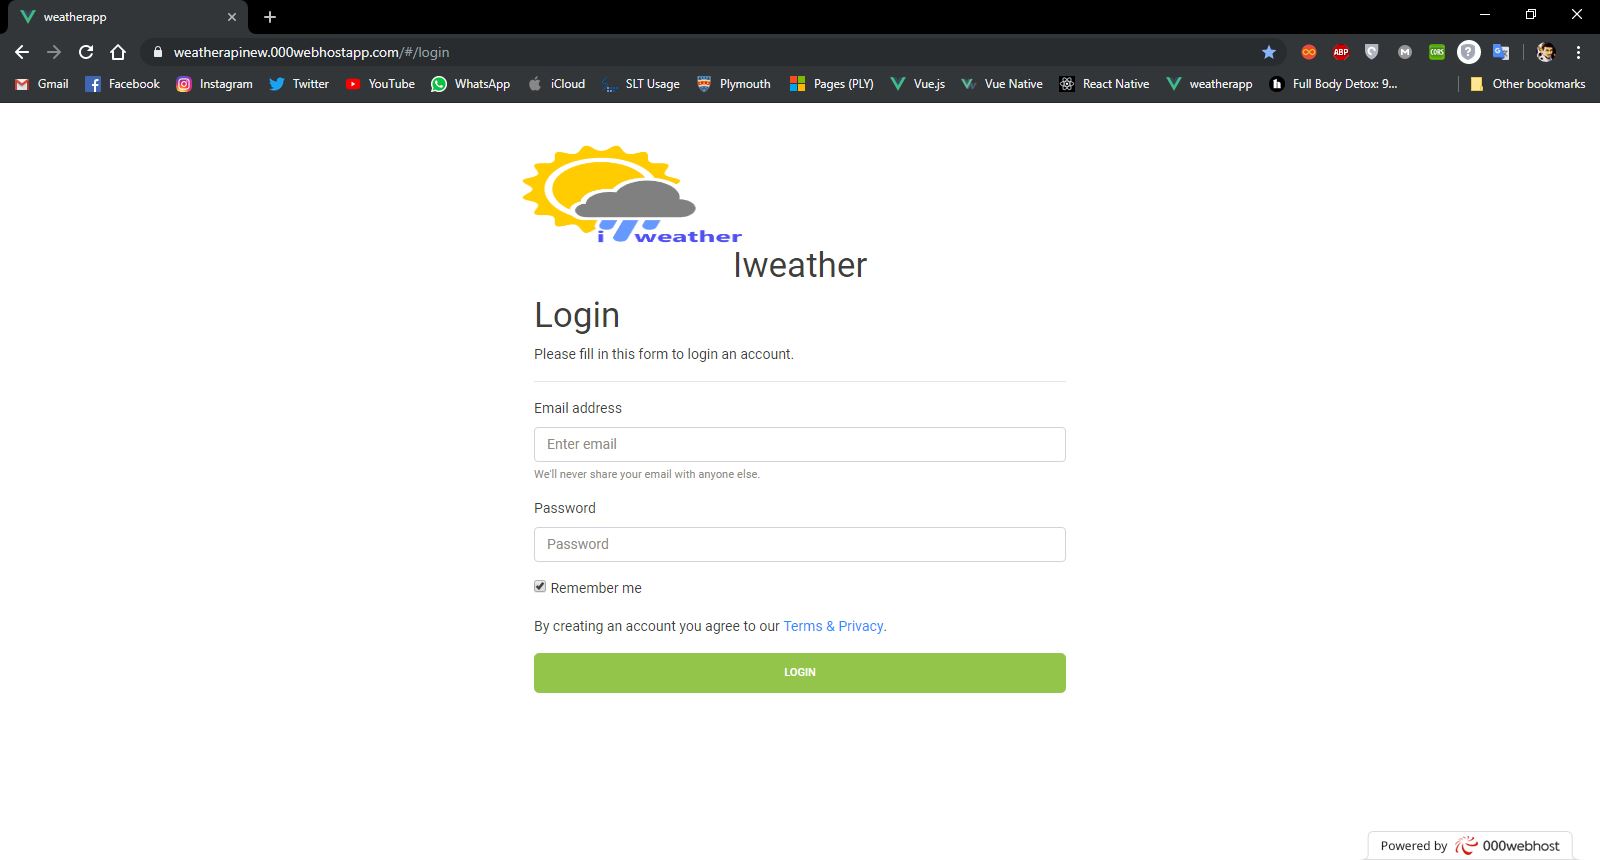 weatherapp
weatherapinew.000webhostapp.com/#/login
ABP
M
CORS
?
G
Gmail Facebook Instagram Twitter YouTube WhatsApp iCloud SLT Usage Plymouth Pages (PLY) Vue.js Vue Native React Native weatherapp h Full Body Detox: 9... Other bookmarks
i weather
Iweather
Login
Please fill in this form to login an account.
Email address
Enter email
We'll never share your email with anyone else.
Password
Password
Remember me
By creating an account you agree to our Terms & Privacy.
LOGIN
Powered by 000webhost